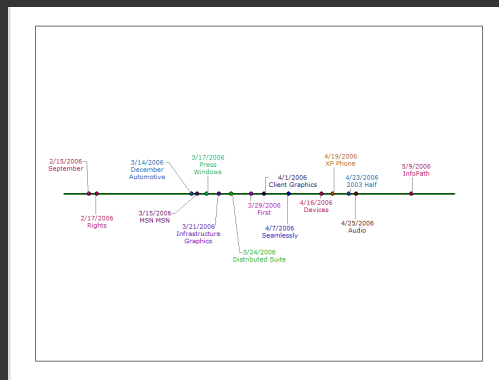 2/15/2006
September
2/17/2006
Rights
3/14/2006
December
Automotive
3/15/2006
MSN MSN
3/17/2006
Press
Windows
3/21/2006
Infrastructure
Graphics
3/24/2006
Distributed Suite
3/29/2006
First
4/1/2006
Client Graphics
4/7/2006
Seamlessly
4/16/2006
Devices
4/19/2006
XP Phone
4/23/2006
2003 Half
4/25/2006
Audio
5/9/2006
InfoPath